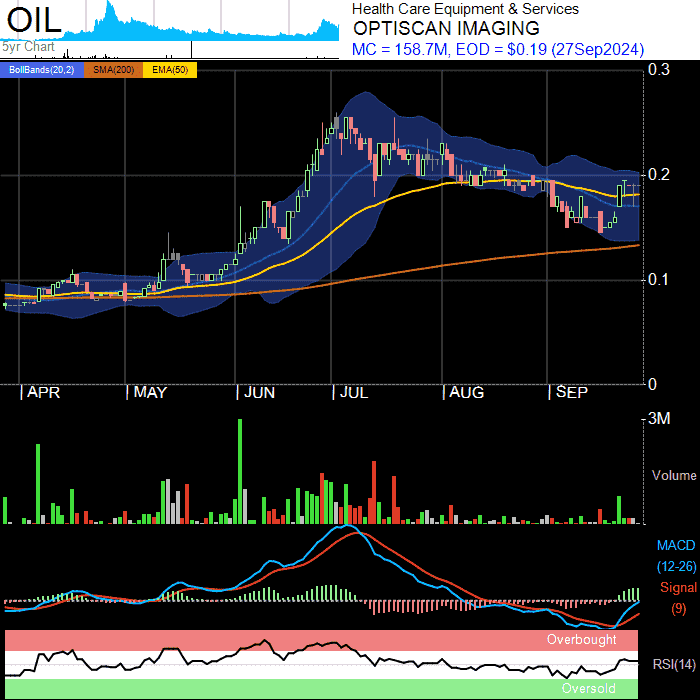 OIL
5yr Chart
Health Care Equipment & Services
OPTISCAN IMAGING
MC = 158.7M, EOD = $0.19 (27Sep2024)
BollBands(20,2) SMA(200) EMA(50)
0.3
0.2
0.1
0
APR MAY JUN JUL AUG SEP
3M
Volume
MACD
(12-26)
Signal
(9)
Overbought
RSI(14)
Oversold